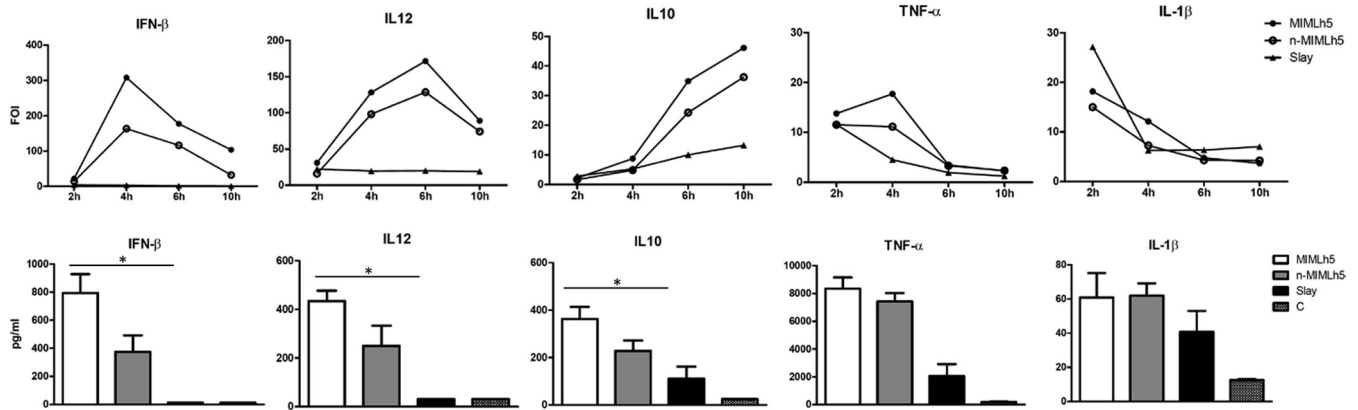 IFN-β
IL12
IL10
TNF-α
IL-1β
MIMLh5
n-MIMLh5
Slay
FOI
400
300
200
100
0
2h 4h 6h 10h
200
150
100
50
0
2h 4h 6h 10h
50
40
30
20
10
0
2h 4h 6h 10h
30
20
10
0
2h 4h 6h 10h
30
20
10
0
2h 4h 6h 10h
IFN-β
IL12
IL10
TNF-α
IL-1β
MIMLh5
n-MIMLh5
Slay
C
pg/ml
1000
800
600
400
200
0
*
600
400
200
0
*
600
400
200
0
*
10000
8000
6000
4000
2000
0
80
60
40
20
0